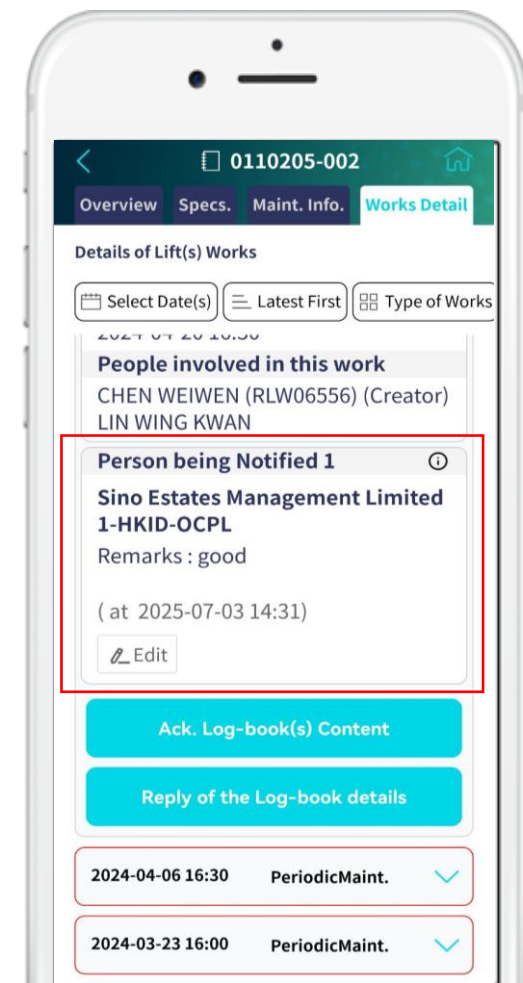 0110205-002
Overview Specs. Maint. Info. Works Detail
Details of Lift(s) Works
Select Date(s) Latest First Type of Works
People involved in this work
CHEN WEIWEN (RLW06556) (Creator)
LIN WING KWAN
Person being Notified 1
Sino Estates Management Limited
1-HKID-OCPL
Remarks : good
( at 2025-07-03 14:31)
Edit
Ack. Log-book(s) Content
Reply of the Log-book details
2024-04-06 16:30 PeriodicMaint.
2024-03-23 16:00 PeriodicMaint.